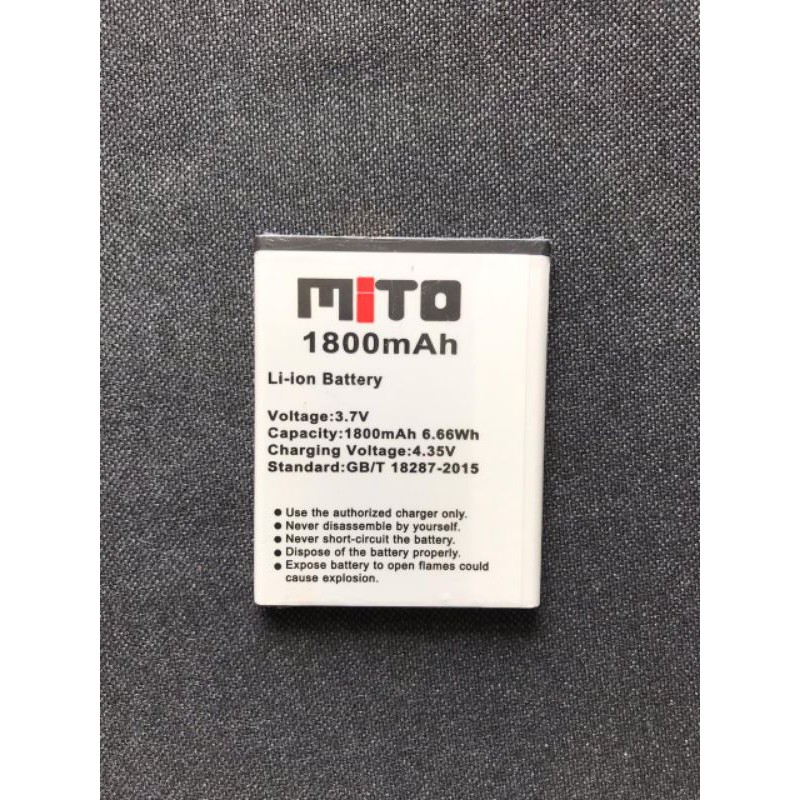 MiTO
1800mAh
Li-ion Battery
Voltage:3.7V
Capacity:1800mAh 6.66Wh
Charging Voltage:4.35V
Standard:GB/T 18287-2015
● Use the authorized charger only.
● Never disassemble by yourself.
● Never short-circuit the battery.
● Dispose of the battery properly.
● Expose battery to open flames could
cause explosion.